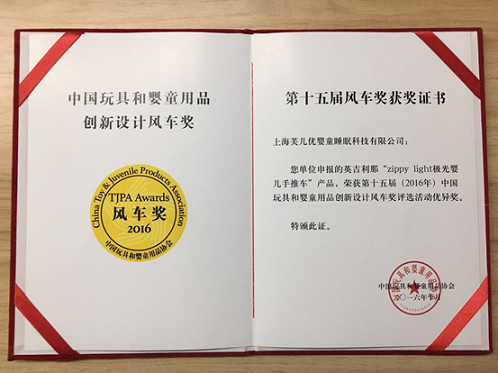 中国玩具和婴童用品
创新设计风车奖
China Toy & Juvenile Products Association
TJPA Awards
风车奖
2016
中国玩具和婴童用品协会
第十五届风车奖获奖证书
上海芙儿优婴童睡眠科技有限公司：
您单位申报的英吉利那“zippy light极光婴
儿手推车”产品，荣获第十五届（2016年）中国
玩具和婴童用品创新设计风车奖评选活动优异奖。
特颁此证。
中国玩具和婴童用品协会
二〇一六年十月